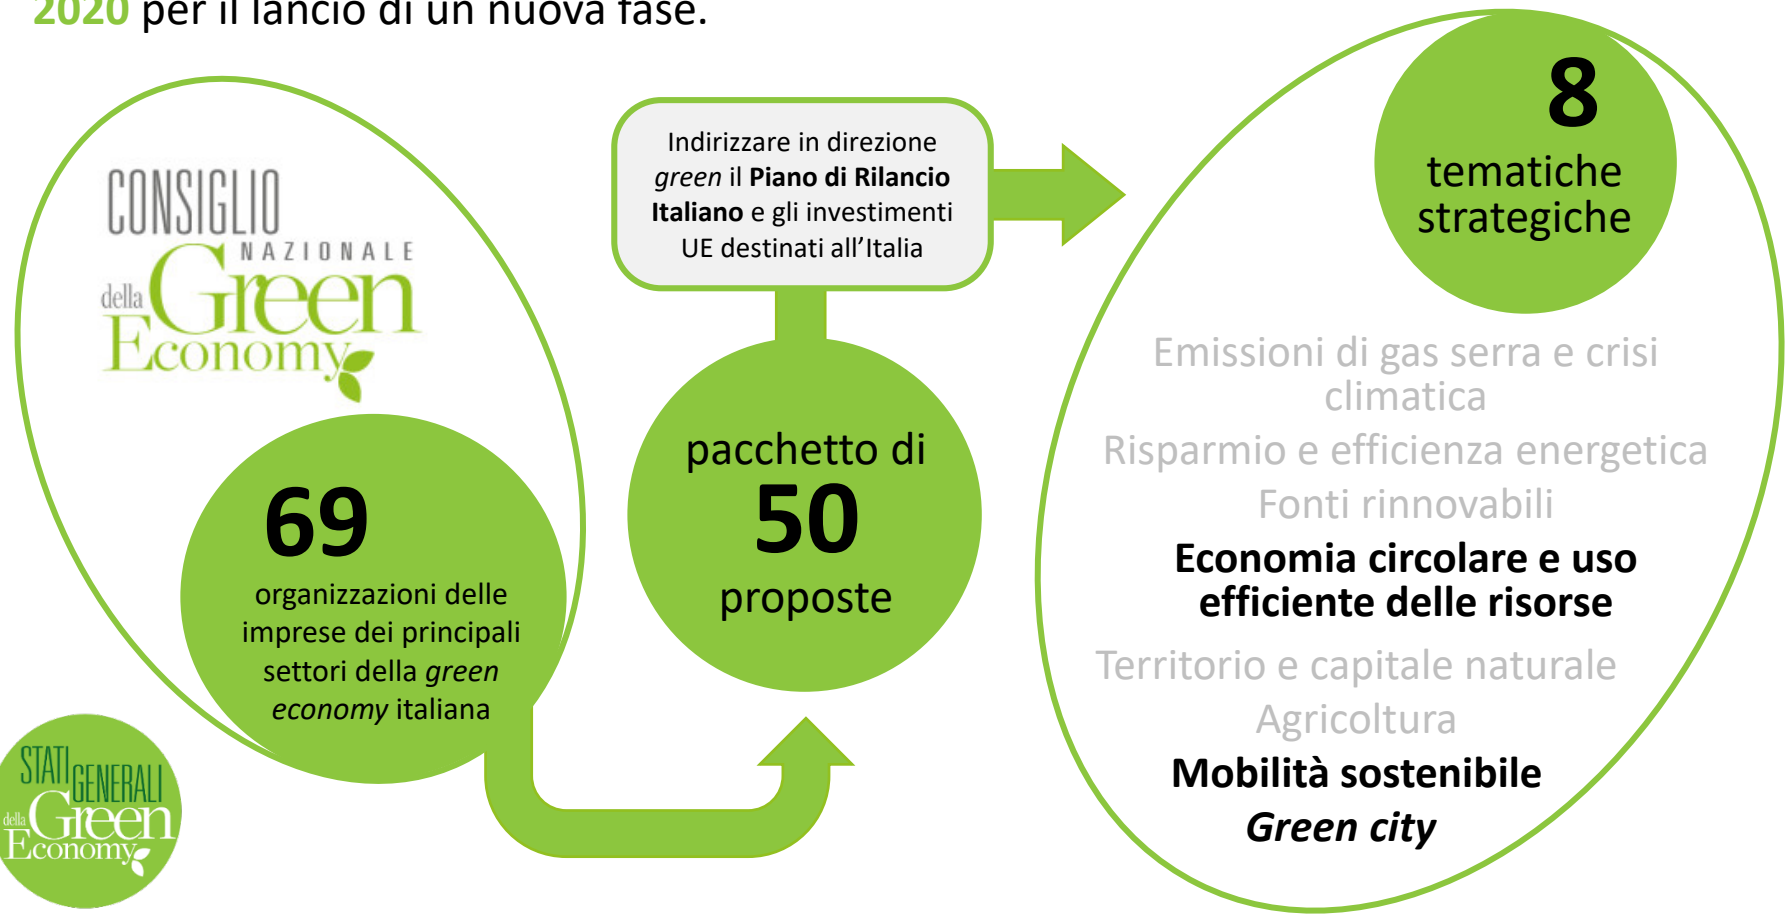 2020 per il lancio di un nuova fase.
CONSIGLIO
NAZIONALE
della Green
Economy
69
organizzazioni delle
imprese dei principali
settori della green
economy italiana
STATI
GENERALI
della Green
Economy
Indirizzare in direzione
green il Piano di Rilancio
Italiano e gli investimenti
UE destinati all’Italia
pacchetto di
50
proposte
8
tematiche
strategiche
Emissioni di gas serra e crisi
climatica
Risparmio e efficienza energetica
Fonti rinnovabili
Economia circolare e uso
efficiente delle risorse
Territorio e capitale naturale
Agricoltura
Mobilità sostenibile
Green city